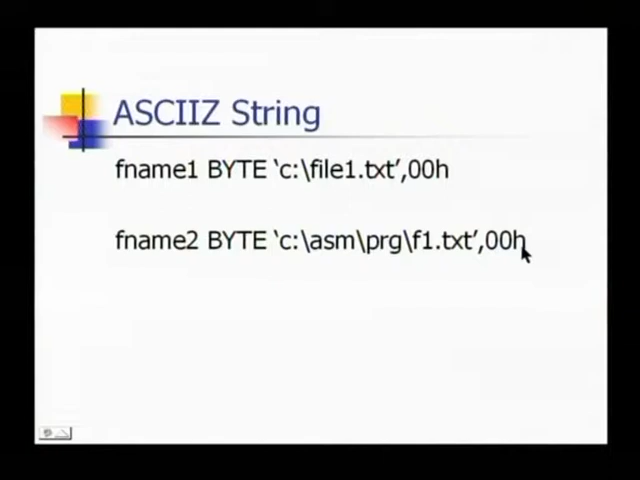 ASCIIZ String
fname1 BYTE ‘c:\file1.txt’,00h
fname2 BYTE ‘c:\asm\prg\f1.txt’,00h